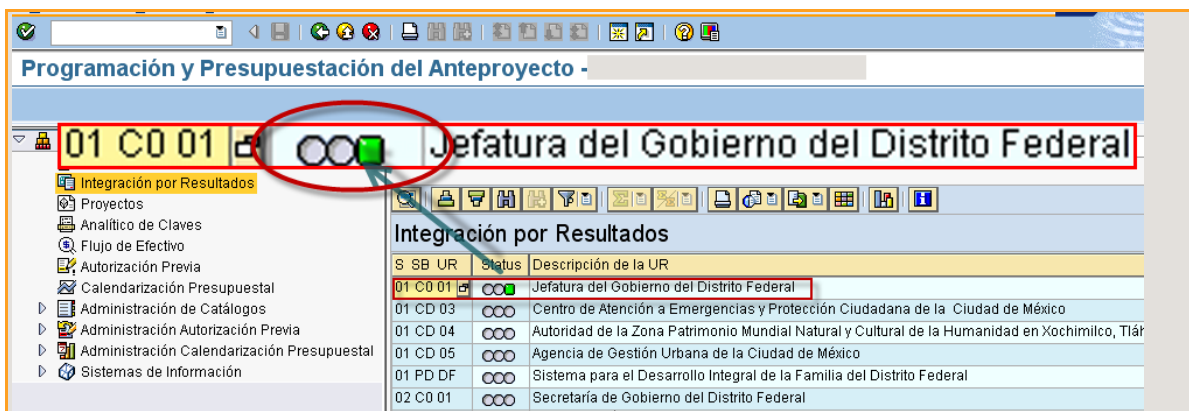 Programación y Presupuestación del Anteproyecto -
01 C0 01 Jefatura del Gobierno del Distrito Federal
Integración por Resultados
Proyectos
Analítico de Claves
Flujo de Efectivo
Autorización Previa
Calendarización Presupuestal
Administración de Catálogos
Administración Autorización Previa
Administración Calendarización Presupuestal
Sistemas de Información
Integración por Resultados
S SB UR Status Descripción de la UR
01 C0 01 Jefatura del Gobierno del Distrito Federal
01 CD 03 Centro de Atención a Emergencias y Protección Ciudadana de la Ciudad de México
01 CD 04 Autoridad de la Zona Patrimonio Mundial Natural y Cultural de la Humanidad en Xochimilco,
01 CD 05 Agencia de Gestión Urbana de la Ciudad de México
01 PD DF Sistema para el Desarrollo Integral de la Familia del Distrito Federal
02 C0 01 Secretaría de Gobierno del Distrito Federal